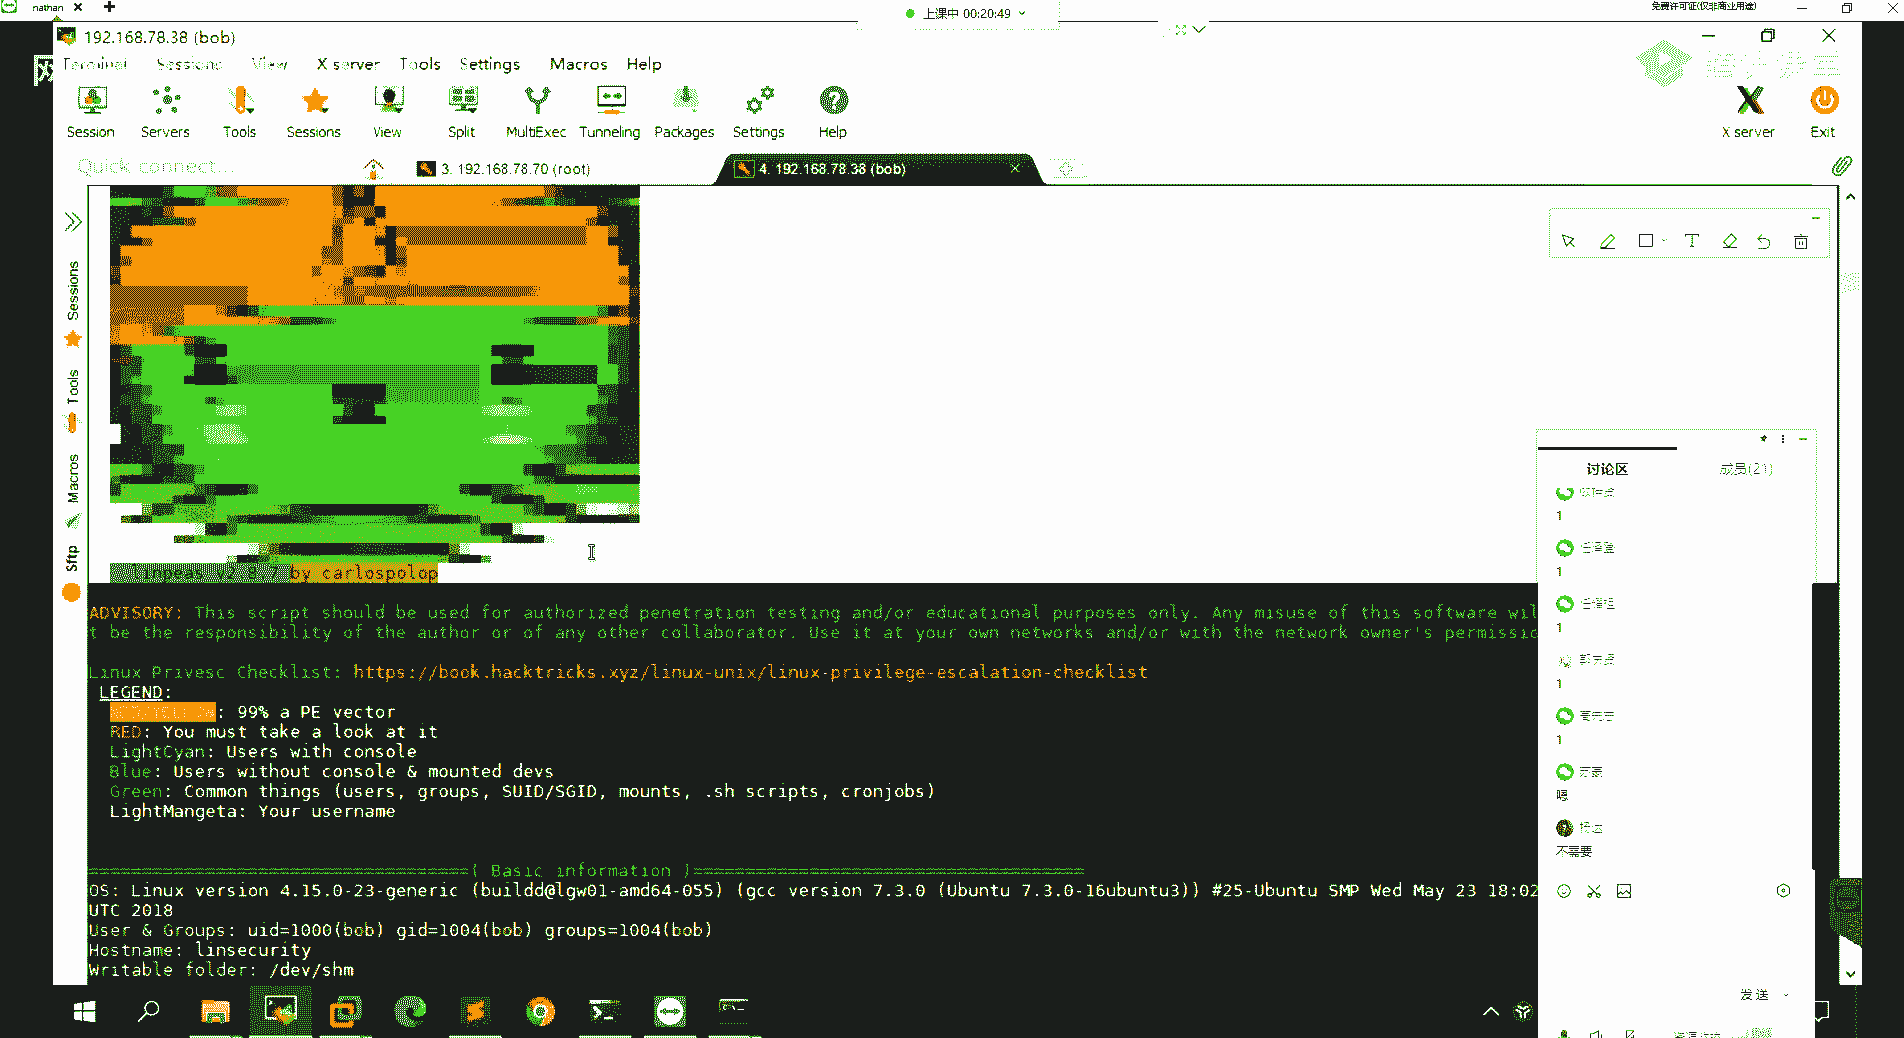 nathan
上课中 00:20:49
免费许可证(仅非商业用途)
192.168.78.38 (bob)
Terminal Sessions View X server Tools Settings Macros Help
Session Servers Tools Sessions View Split MultiExec Tunneling Packages Settings Help X server Exit
Quick connect...
3. 192.168.78.70 (root)
4. 192.168.78.38 (bob)
Sessions
Tools
Macros
Sftp
by carlospolop
ADVISORY: This script should be used for authorized penetration testing and/or educational purposes only. Any misuse of this software wil
t be the responsibility of the author or of any other collaborator. Use it at your own networks and/or with the network owner's permissio
Linux Privesc Checklist: https://book.hacktricks.xyz/linux-unix/linux-privilege-escalation-checklist
LEGEND:
: 99% a PE vector
RED: You must take a look at it
LightCyan: Users with console
Blue: Users without console & mounted devs
Green: Common things (users, groups, SUID/SGID, mounts, .sh scripts, cronjobs)
LightMangeta: Your username
====================================( Basic information )=====================================
OS: Linux version 4.15.0-23-generic (buildd@lgw01-amd64-055) (gcc version 7.3.0 (Ubuntu 7.3.0-16ubuntu3)) #25-Ubuntu SMP Wed May 23 18:02
UTC 2018
User & Groups: uid=1000(bob) gid=1004(bob) groups=1004(bob)
Hostname: linsecurity
Writable folder: /dev/shm
讨论区 成员(21)
1
1
1
1
1
嗯
不需要
发送